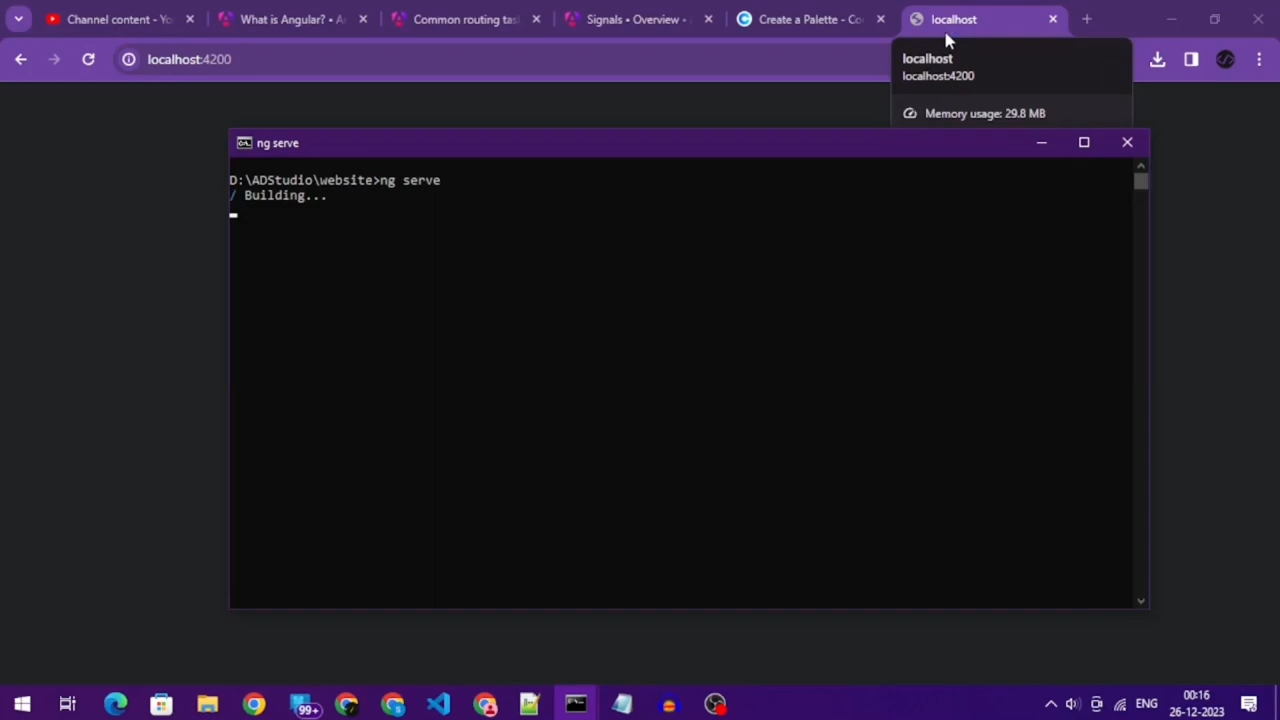 Channel content - Yo
What is Angular? • A
Common routing tas
Signals • Overview -
Create a Palette - Co
localhost
localhost:4200
localhost
localhost:4200
Memory usage: 29.8 MB
ng serve
D:\ADStudio\website>ng serve
/ Building...
99+
ENG
00:16
26-12-2023